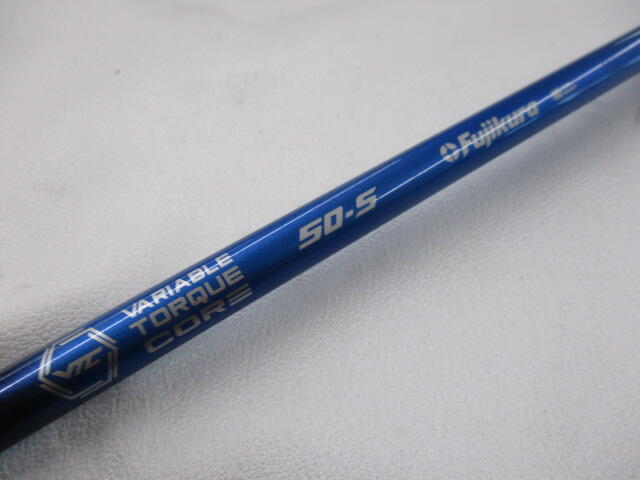 VTC
VARIABLE
TORQUE
CORE
50-S
Fujikura